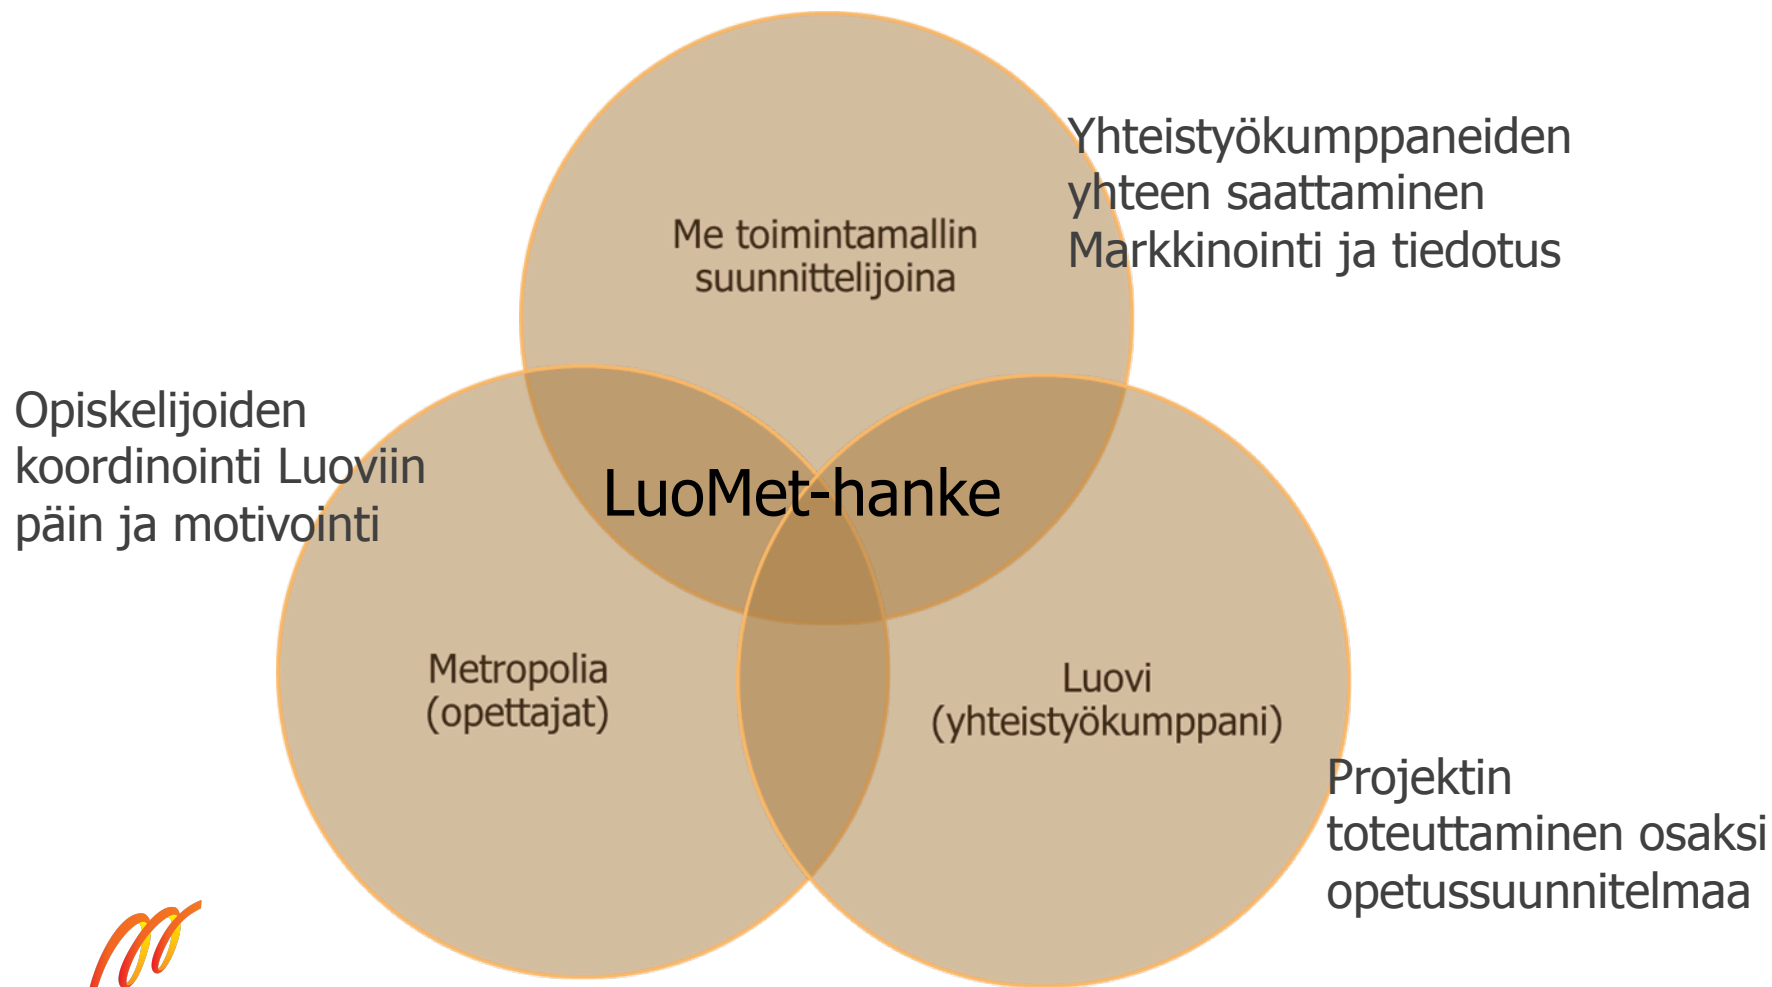 Yhteistyökumppaneiden
yhteen saattaminen
Markkinointi ja tiedotus
Me toimintamallin
suunnittelijoina
Opiskelijoiden
koordinointi Luoviin
päin ja motivointi
LuoMet-hanke
Metropolia
(opettajat)
Luovi
(yhteistyökumppani)
Projektin
toteuttaminen osaksi
opetussuunnitelmaa